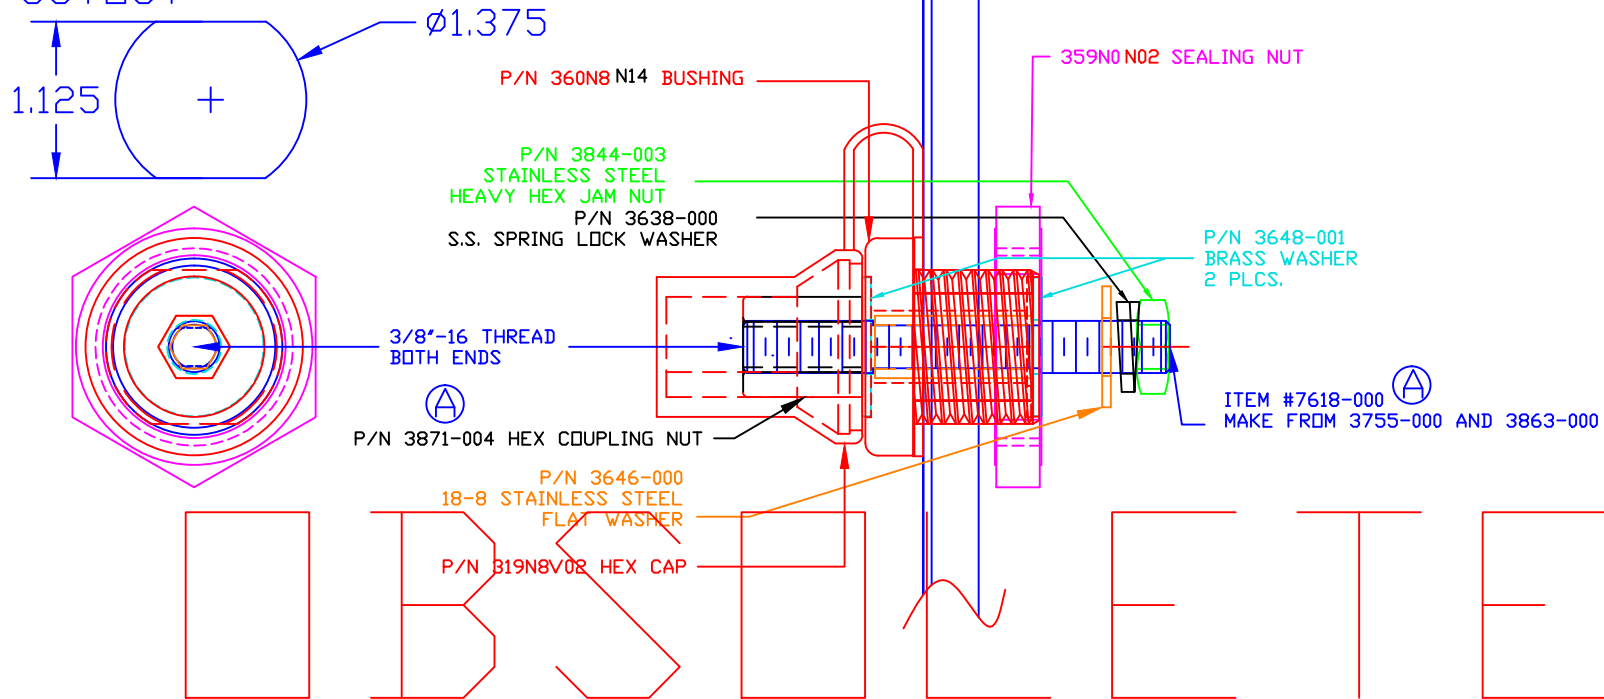 Ø1.375
1.125
P/N 360N8 N14 BUSHING
359N0 N02 SEALING NUT
P/N 3844-003
STAINLESS STEEL
HEAVY HEX JAM NUT
P/N 3638-000
S.S. SPRING LOCK WASHER
P/N 3648-001
BRASS WASHER
2 PLCS.
3/8"-16 THREAD
BOTH ENDS
A
P/N 3871-004 HEX COUPLING NUT
ITEM #7618-000 A
MAKE FROM 3755-000 AND 3863-000
P/N 3646-000
18-8 STAINLESS STEEL
FLAT WASHER
P/N 319N8V02 HEX CAP
OBSOLETE